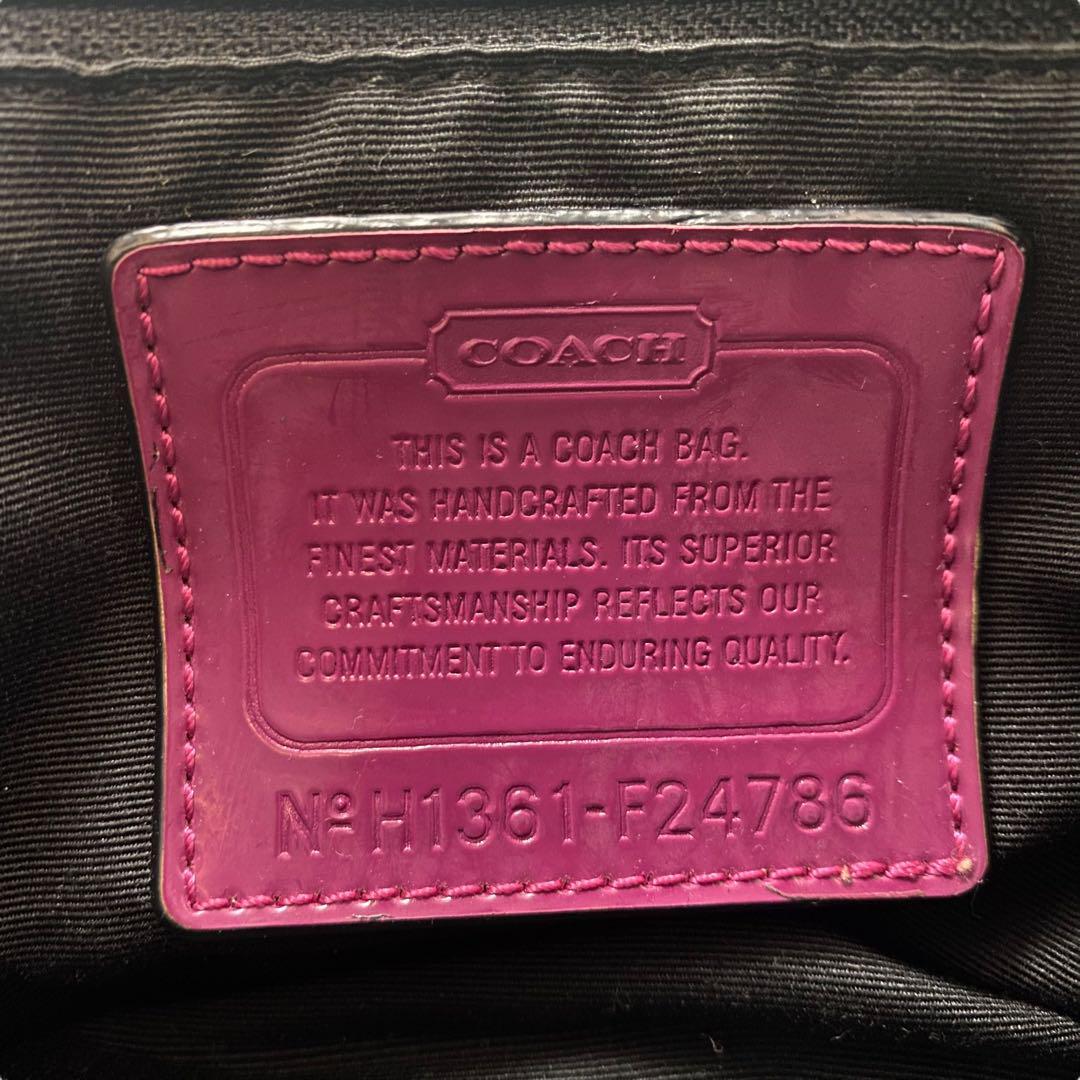 COACH
THIS IS A COACH BAG.
IT WAS HANDCRAFTED FROM THE
FINEST MATERIALS. ITS SUPERIOR
CRAFTSMANSHIP REFLECTS OUR
COMMITMENT TO ENDURING QUALITY.
Nº H1361-F24786